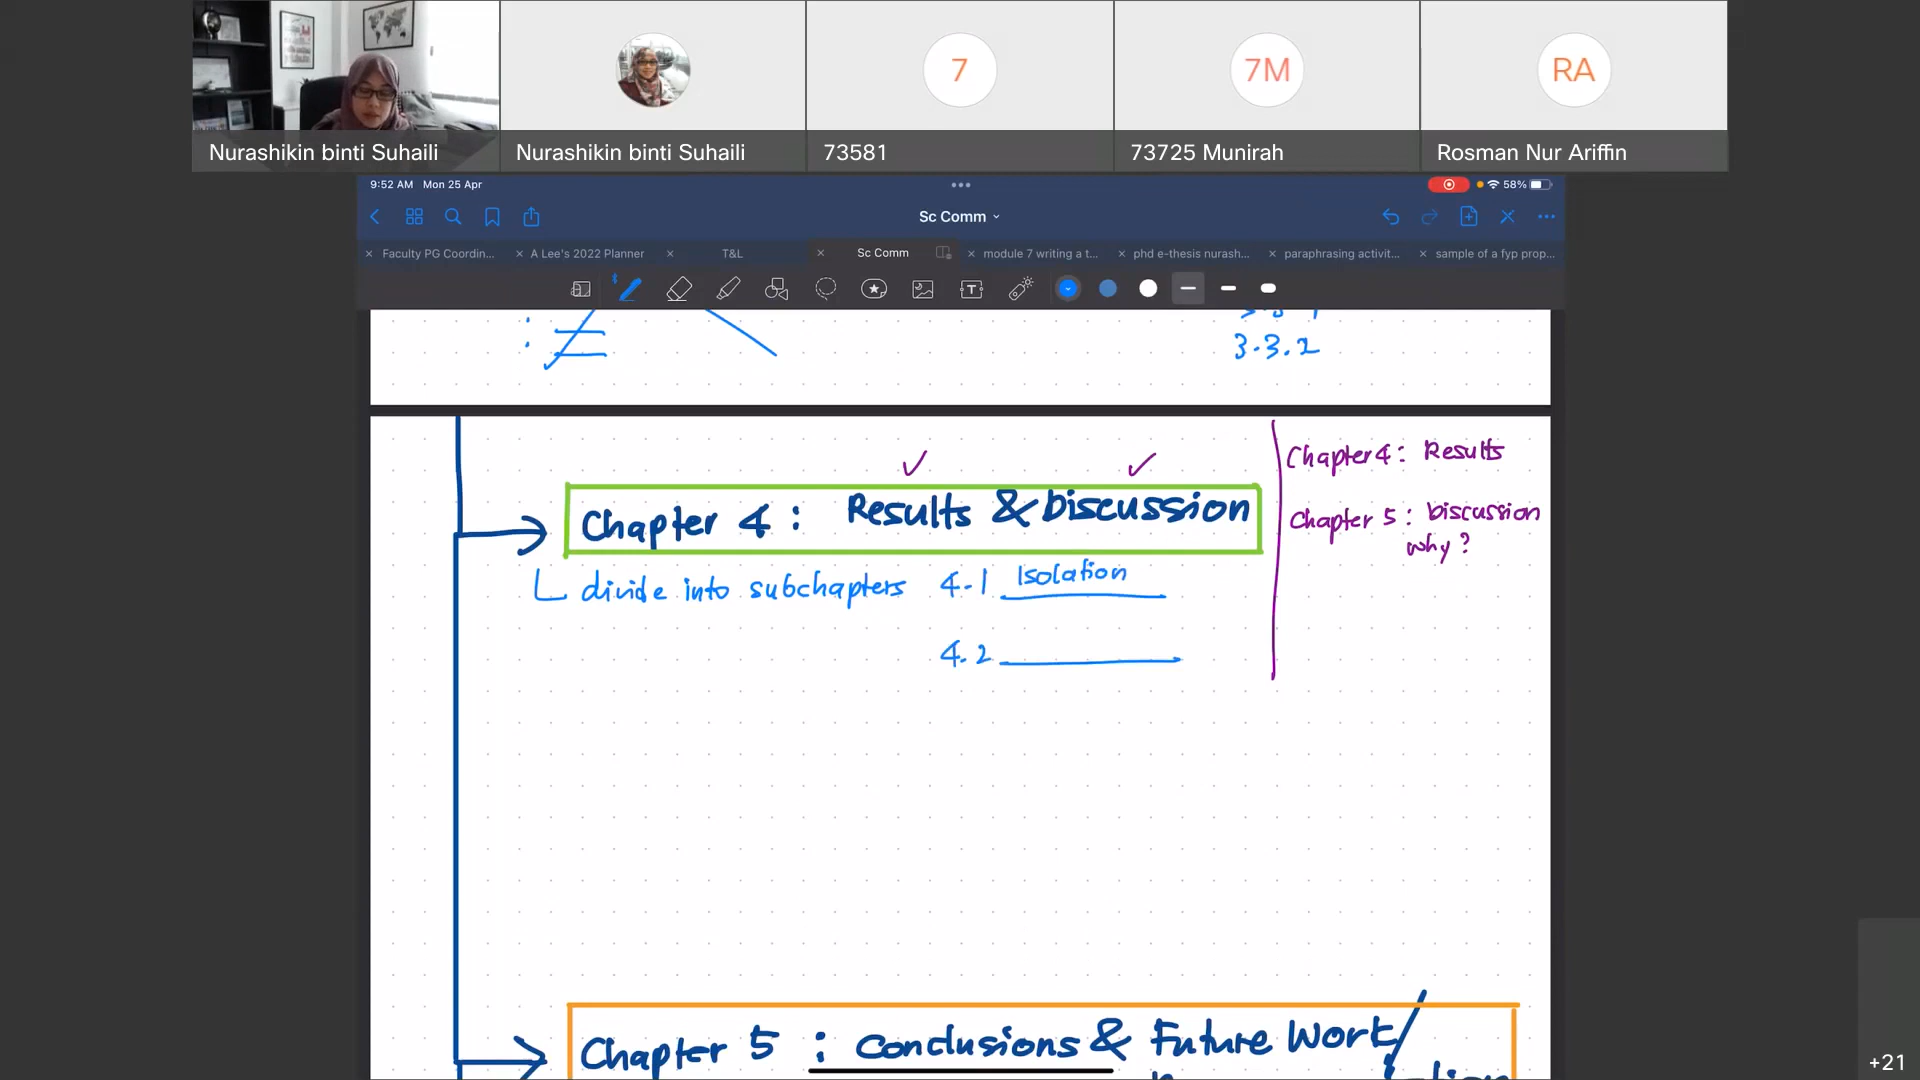 7
7M
RA
Nurashikin binti Suhaili
Nurashikin binti Suhaili
73581
73725 Munirah
Rosman Nur Ariffin
9:52 AM Mon 25 Apr
58%
Sc Comm
Faculty PG Coordin...
A Lee's 2022 Planner
T&L
Sc Comm
module 7 writing a t...
phd e-thesis nurash...
paraphrasing activit...
sample of a fyp prop...
3.3.2
Chapter 4: Results
Chapter 4: Results & Discussion
Chapter 5: Discussion
why?
divide into subchapters 4.1 Isolation
4.2
Chapter 5: Conclusions & Future Work/
+21